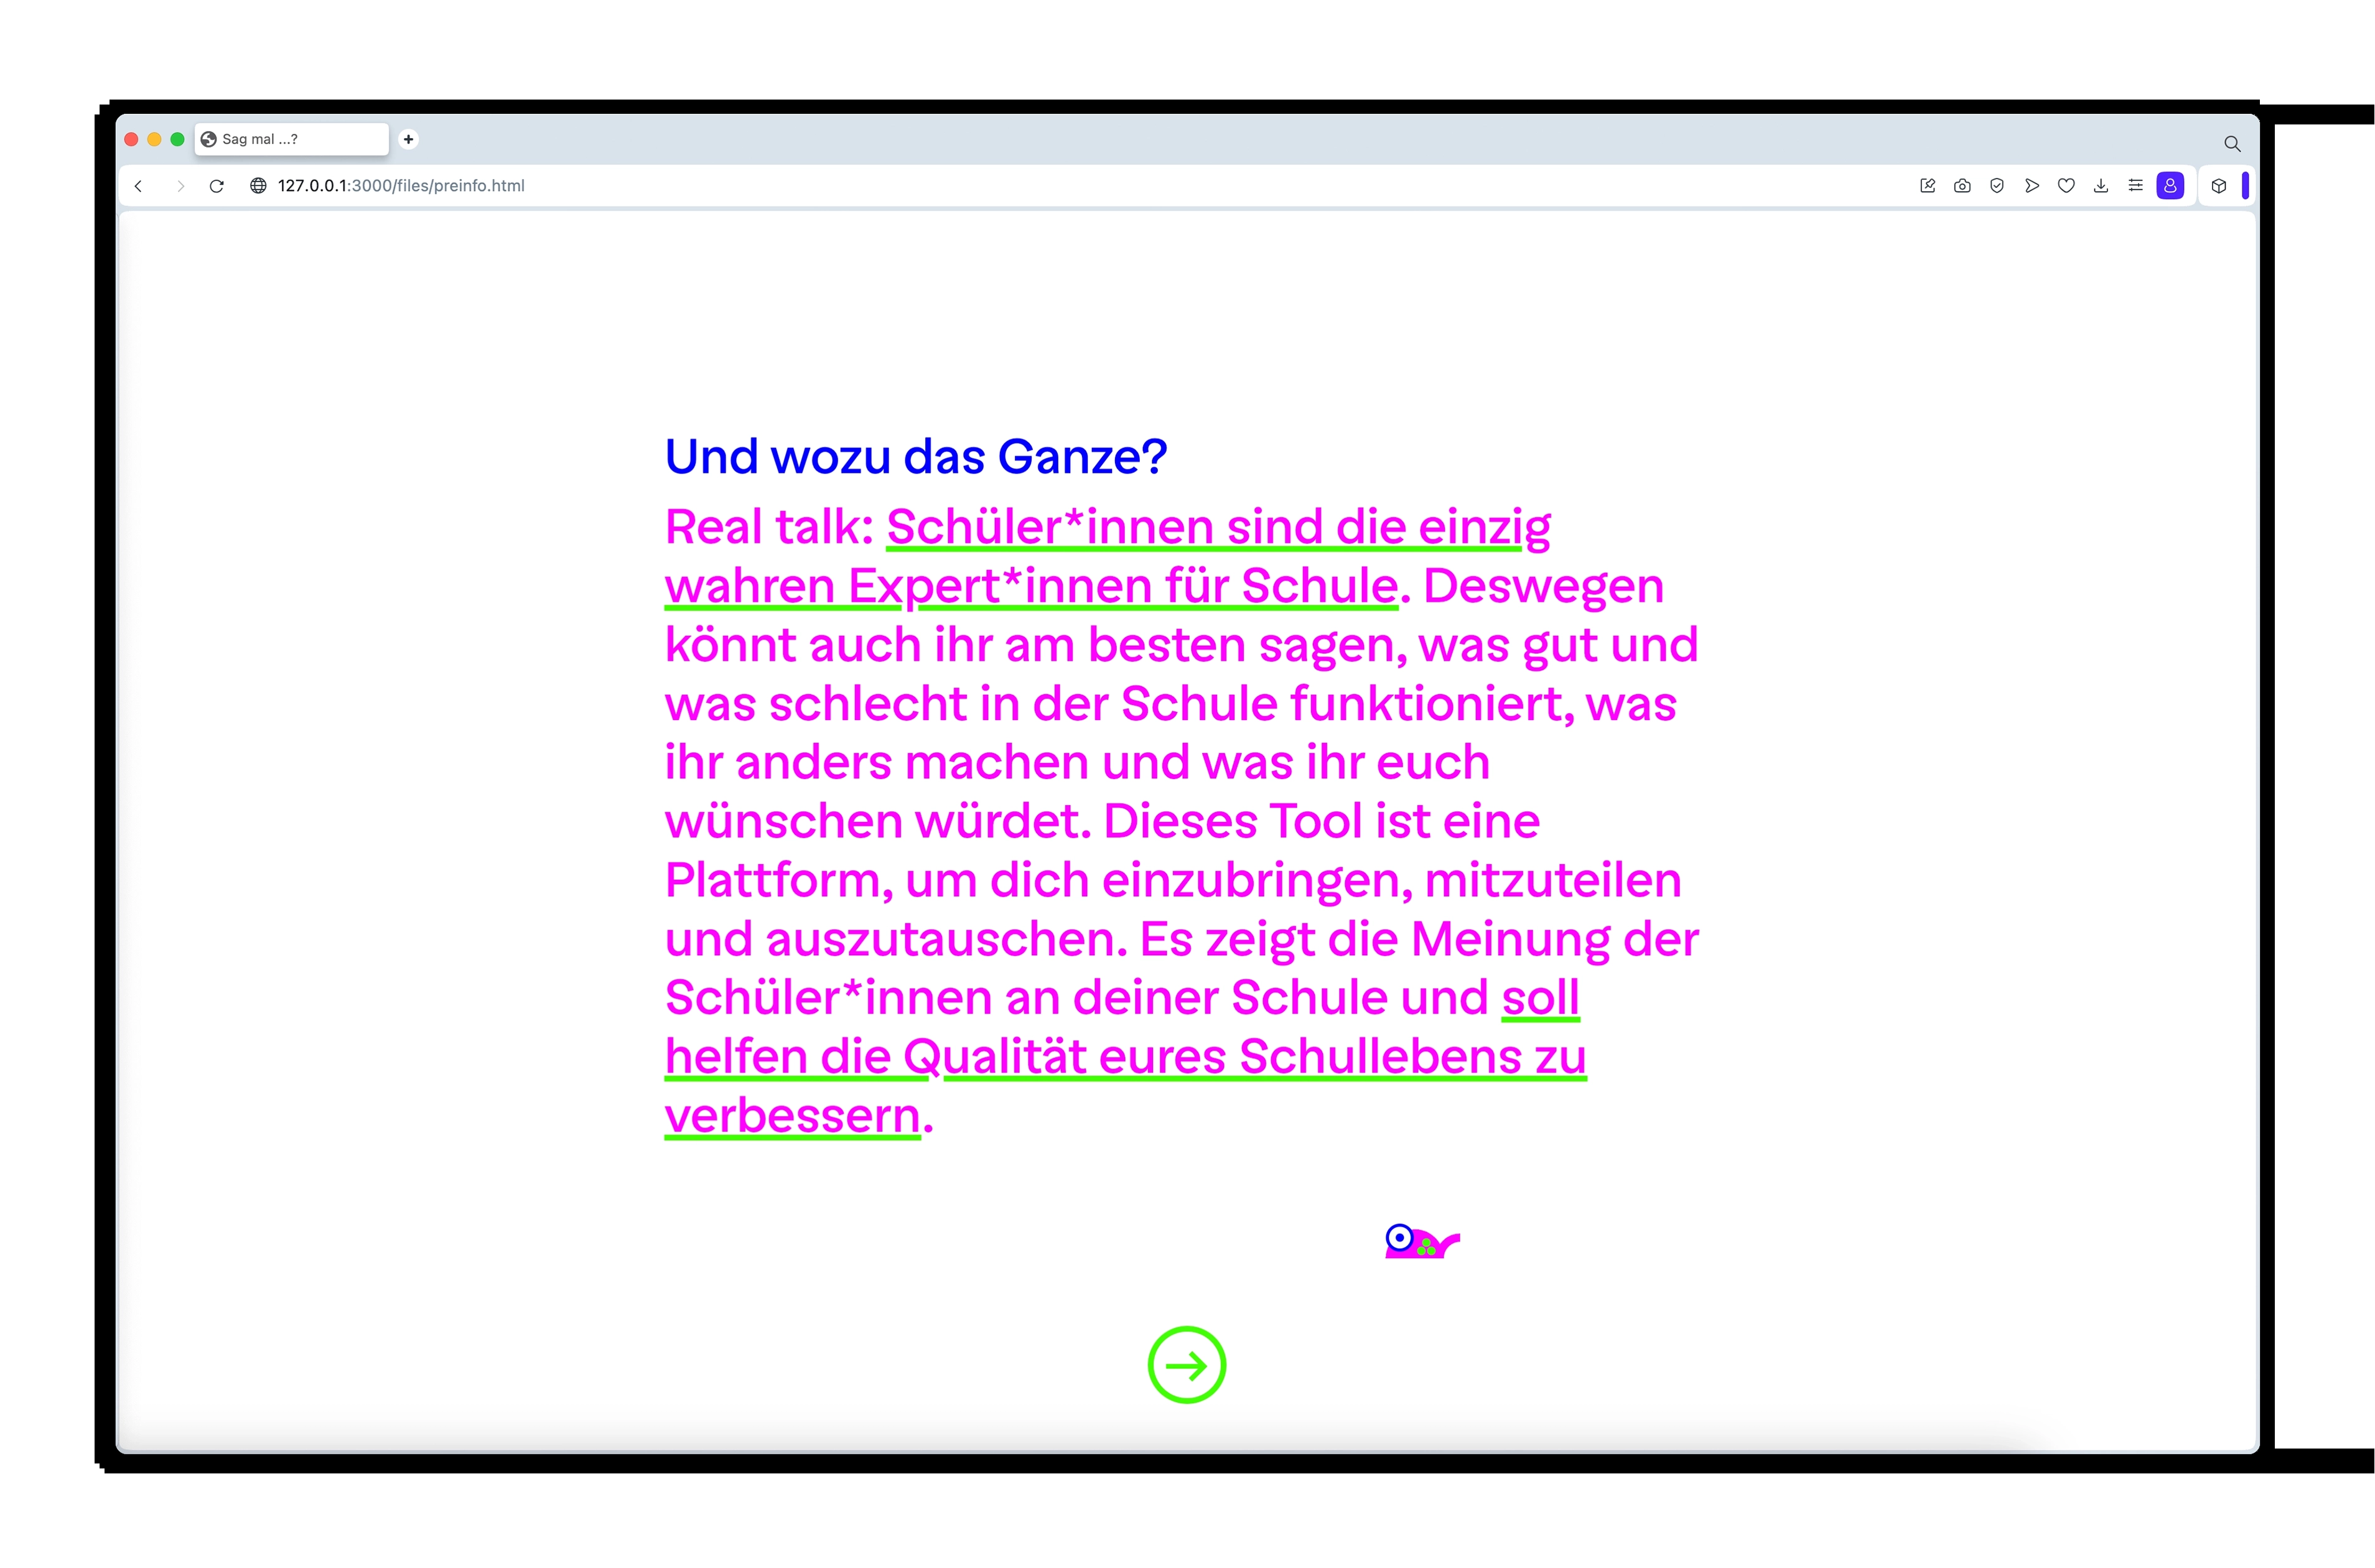 Sag mal ...?
127.0.0.1:3000/files/preinfo.html
Und wozu das Ganze?
Real talk: Schüler*innen sind die einzig
wahren Expert*innen für Schule. Deswegen
könnt auch ihr am besten sagen, was gut und
was schlecht in der Schule funktioniert, was
ihr anders machen und was ihr euch
wünschen würdet. Dieses Tool ist eine
Plattform, um dich einzubringen, mitzuteilen
und auszutauschen. Es zeigt die Meinung der
Schüler*innen an deiner Schule und soll
helfen die Qualität eures Schullebens zu
verbessern.